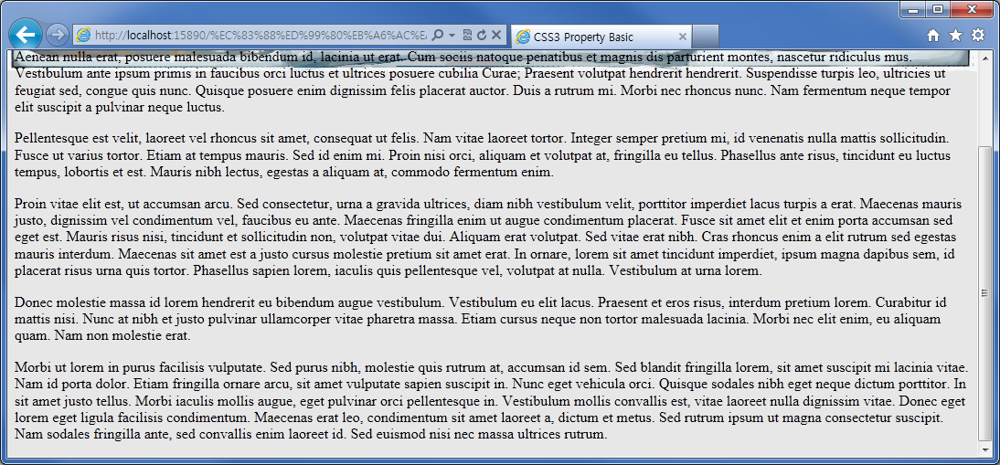 http://localhost:15890/%EC%83%88%ED%99%80%EB%A6%AC%E
CSS3 Property Basic
Aenean nulla erat, posuere malesuada bibendum id, lacinia ut erat. Cum sociis natoque penatibus et magnis dis parturient montes, nascetur ridiculus mus.
Vestibulum ante ipsum primis in faucibus orci luctus et ultrices posuere cubilia Curae; Praesent volutpat hendrerit hendrerit. Suspendisse turpis leo, ultricies ut
feugiat sed, congue quis nunc. Quisque posuere enim dignissim felis placerat auctor. Duis a rutrum mi. Morbi nec rhoncus nunc. Nam fermentum neque tempor
elit suscipit a pulvinar neque luctus.
Pellentesque est velit, laoreet vel rhoncus sit amet, consequat ut felis. Nam vitae laoreet tortor. Integer semper pretium mi, id venenatis nulla mattis sollicitudin.
Fusce ut varius tortor. Etiam at tempus mauris. Sed id enim mi. Proin nisi orci, aliquam et volutpat at, fringilla eu tellus. Phasellus ante risus, tincidunt eu luctus
tempus, lobortis et est. Mauris nibh lectus, egestas a aliquam at, commodo fermentum enim.
Proin vitae elit est, ut accumsan arcu. Sed consectetur, urna a gravida ultrices, diam nibh vestibulum velit, porttitor imperdiet lacus turpis a erat. Maecenas mauris
justo, dignissim vel condimentum vel, faucibus eu ante. Maecenas fringilla enim ut augue condimentum placerat. Fusce sit amet elit et enim porta accumsan sed
eget est. Mauris risus nisi, tincidunt et sollicitudin non, volutpat vitae dui. Aliquam erat volutpat. Sed vitae erat nibh. Cras rhoncus enim a elit rutrum sed egestas
mauris interdum. Maecenas sit amet est a justo cursus molestie pretium sit amet erat. In ornare, lorem sit amet tincidunt imperdiet, ipsum magna dapibus sem, id
placerat risus urna quis tortor. Phasellus sapien lorem, iaculis quis pellentesque vel, volutpat at nulla. Vestibulum at urna lorem.
Donec molestie massa id lorem hendrerit eu bibendum augue vestibulum. Vestibulum eu elit lacus. Praesent et eros risus, interdum pretium lorem. Curabitur id
mattis nisi. Nunc at nibh et justo pulvinar ullamcorper vitae pharetra massa. Etiam cursus neque non tortor malesuada lacinia. Morbi nec elit enim, eu aliquam
quam. Nam non molestie erat.
Morbi ut lorem in purus facilisis vulputate. Sed purus nibh, molestie quis rutrum at, accumsan id sem. Sed blandit fringilla lorem, sit amet suscipit mi lacinia vitae.
Nam id porta dolor. Etiam fringilla ornare arcu, sit amet vulputate sapien suscipit in. Nunc eget vehicula orci. Quisque sodales nibh eget neque dictum porttitor. In
sit amet justo tellus. Morbi iaculis mollis augue, eget pulvinar orci pellentesque in. Vestibulum mollis convallis est, vitae laoreet nulla dignissim vitae. Donec eget
lorem eget ligula facilisis condimentum. Maecenas erat leo, condimentum sit amet laoreet a, dictum et metus. Sed rutrum ipsum ut magna consectetur suscipit.
Nam sodales fringilla ante, sed convallis enim laoreet id. Sed euismod nisi nec massa ultrices rutrum.